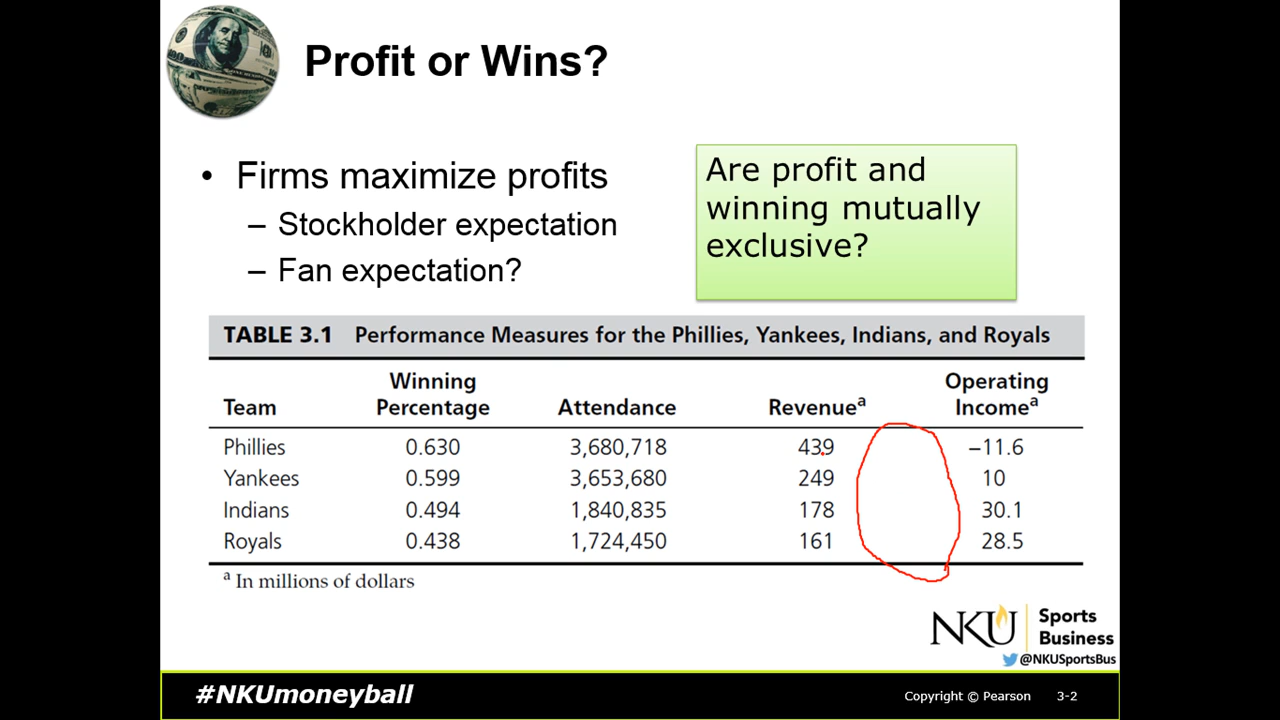 Profit or Wins?
• Firms maximize profits
– Stockholder expectation
– Fan expectation?
Are profit and
winning mutually
exclusive?
TABLE 3.1 Performance Measures for the Phillies, Yankees, Indians, and Royals
Team Winning Percentage Attendance Revenueᵃ Operating Incomeᵃ
Phillies 0.630 3,680,718 439 –11.6
Yankees 0.599 3,653,680 249 10
Indians 0.494 1,840,835 178 30.1
Royals 0.438 1,724,450 161 28.5
ᵃ In millions of dollars
NKU Sports
Business
@NKUSportsBus
#NKUmoneyball
Copyright © Pearson 3-2